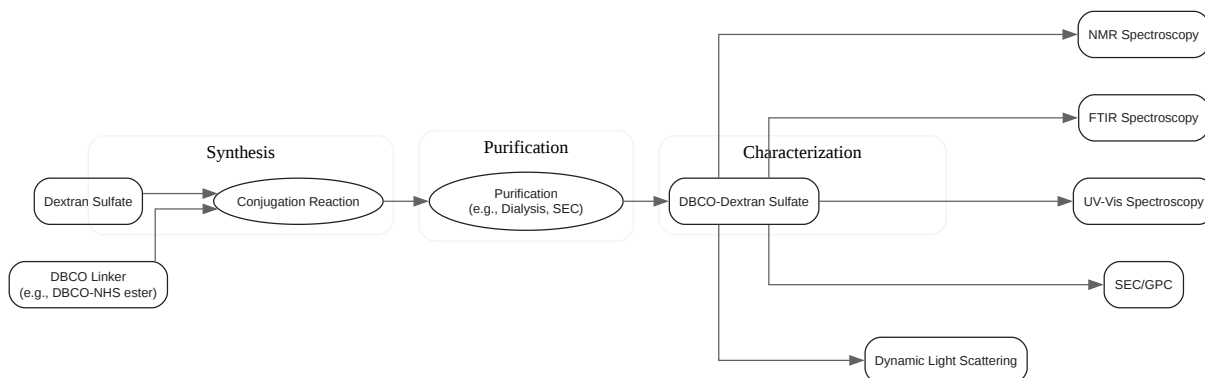 NMR Spectroscopy
FTIR Spectroscopy
Synthesis
Purification
Characterization
Dextran Sulfate
Conjugation Reaction
Purification
(e.g., Dialysis, SEC)
DBCO-Dextran Sulfate
UV-Vis Spectroscopy
DBCO Linker
(e.g., DBCO-NHS ester)
SEC/GPC
Dynamic Light Scattering